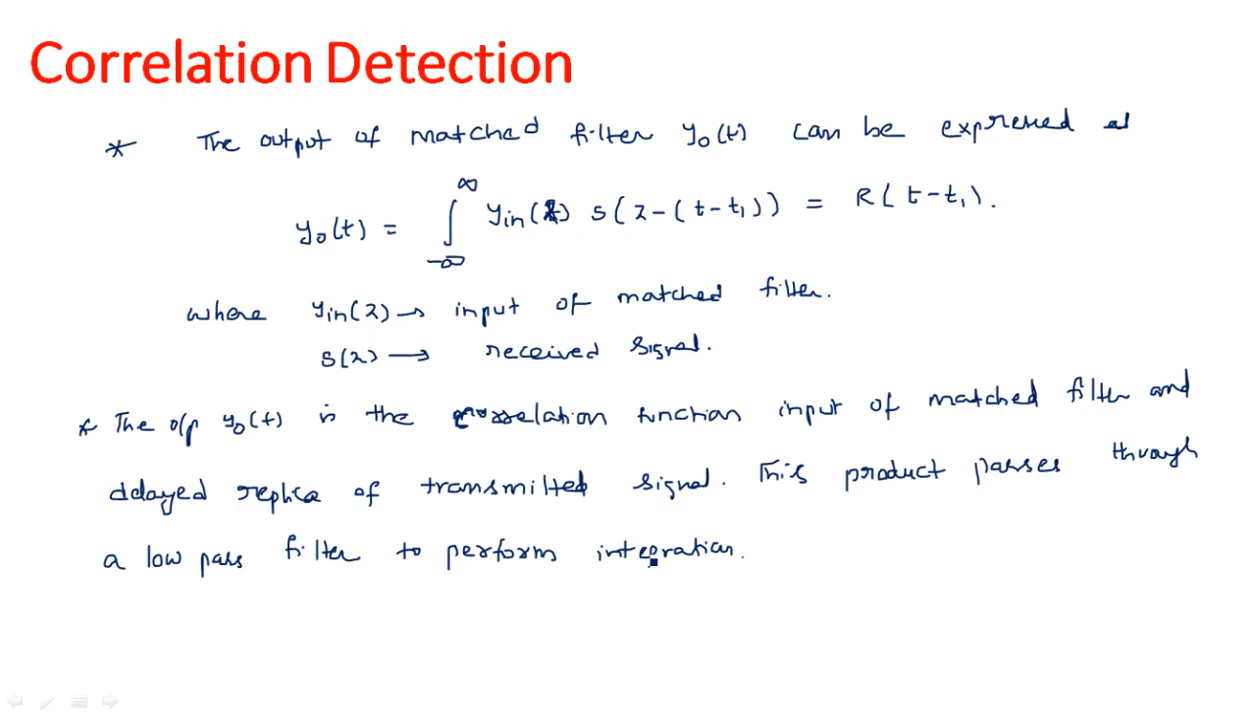 Correlation Detection
* The output of matched filter y₀(t) can be expressed as
y₀(t) = ∫_{-∞}^{∞} yin(λ) s(λ-(t-t₁)) = R(t-t₁).
where yin(λ) → input of matched filter.
s(λ) → received signal.
* The o/p y₀(t) is the correlation function input of matched filter and
delayed replica of transmitted signal. This product passes through
a low pass filter to perform integration.